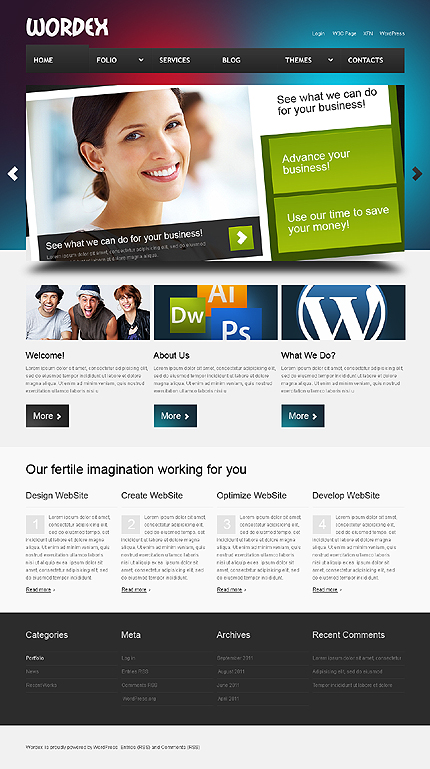 WORDEX
Login W3C Page XFN WordPress
HOME FOLIO SERVICES BLOG THEMES CONTACTS
See what we can do
for your business!
Advance your
business!
Use our time to save
your money!
See what we can do for your business!
Lorem ipsum dolor sit amet, consectetur adipisicing elit,
sed do eiusmod tempor incididunt
Ai
Dw
Ps
W
Welcome!
Lorem ipsum dolor sit amet, consectetur adipisicing elit,
sed do eiusmod tempor incididunt ut labore et dolore
magna aliqua. Ut enim ad minim veniam, quis nostrud
exercitation ullamco laboris nisi u
More
About Us
Lorem ipsum dolor sit amet, consectetur adipisicing elit,
sed do eiusmod tempor incididunt ut labore et dolore
magna aliqua. Ut enim ad minim veniam, quis nostrud
exercitation ullamco laboris nisi u
More
What We Do?
Lorem ipsum dolor sit amet, consectetur adipisicing elit,
sed do eiusmod tempor incididunt ut labore et dolore
magna aliqua. Ut enim ad minim veniam, quis nostrud
exercitation ullamco laboris nisi u
More
Our fertile imagination working for you
Design WebSite
1
Lorem ipsum dolor sit amet,
consectetur adipisicing elit, sed
do eiusmod tempor incididunt
ut labore et dolore magna
aliqua. Ut enim ad minim veniam, quis
nostrud exercitation ullamco laboris nisi
ut aliquip ex ea. ipsum dolor sit amet,
consectetur adipisicing elit, sed do
eiusmod tempor incididunt
Read more
Create WebSite
2
Lorem ipsum dolor sit amet,
consectetur adipisicing elit, sed
do eiusmod tempor incididunt
ut labore et dolore magna
aliqua. Ut enim ad minim veniam, quis
nostrud exercitation ullamco laboris nisi
ut aliquip ex ea. ipsum dolor sit amet,
consectetur adipisicing elit, sed do
eiusmod tempor incididunt
Read more
Optimize WebSite
3
Lorem ipsum dolor sit amet,
consectetur adipisicing elit, sed
do eiusmod tempor incididunt
ut labore et dolore magna
aliqua. Ut enim ad minim veniam, quis
nostrud exercitation ullamco laboris nisi
ut aliquip ex ea. ipsum dolor sit amet,
consectetur adipisicing elit, sed do
eiusmod tempor incididunt
Read more
Develop WebSite
4
Lorem ipsum dolor sit amet,
consectetur adipisicing elit, sed
do eiusmod tempor incididunt
ut labore et dolore magna
aliqua. Ut enim ad minim veniam, quis
nostrud exercitation ullamco laboris nisi
ut aliquip ex ea. ipsum dolor sit amet,
consectetur adipisicing elit, sed do
eiusmod tempor incididunt
Read more
Categories
Portfolio
News
Recent Works
Meta
Log in
Entries RSS
Comments RSS
WordPress.org
Archives
September 2011
August 2011
June 2011
April 2011
Recent Comments
Lorem ipsum dolor sit amet, consectetur
Adipisicing elit, sed do eiusmod
Tempor incididunt ut labore et dolore
Wordex is proudly powered by WordPress Entries (RSS) and Comments (RSS)